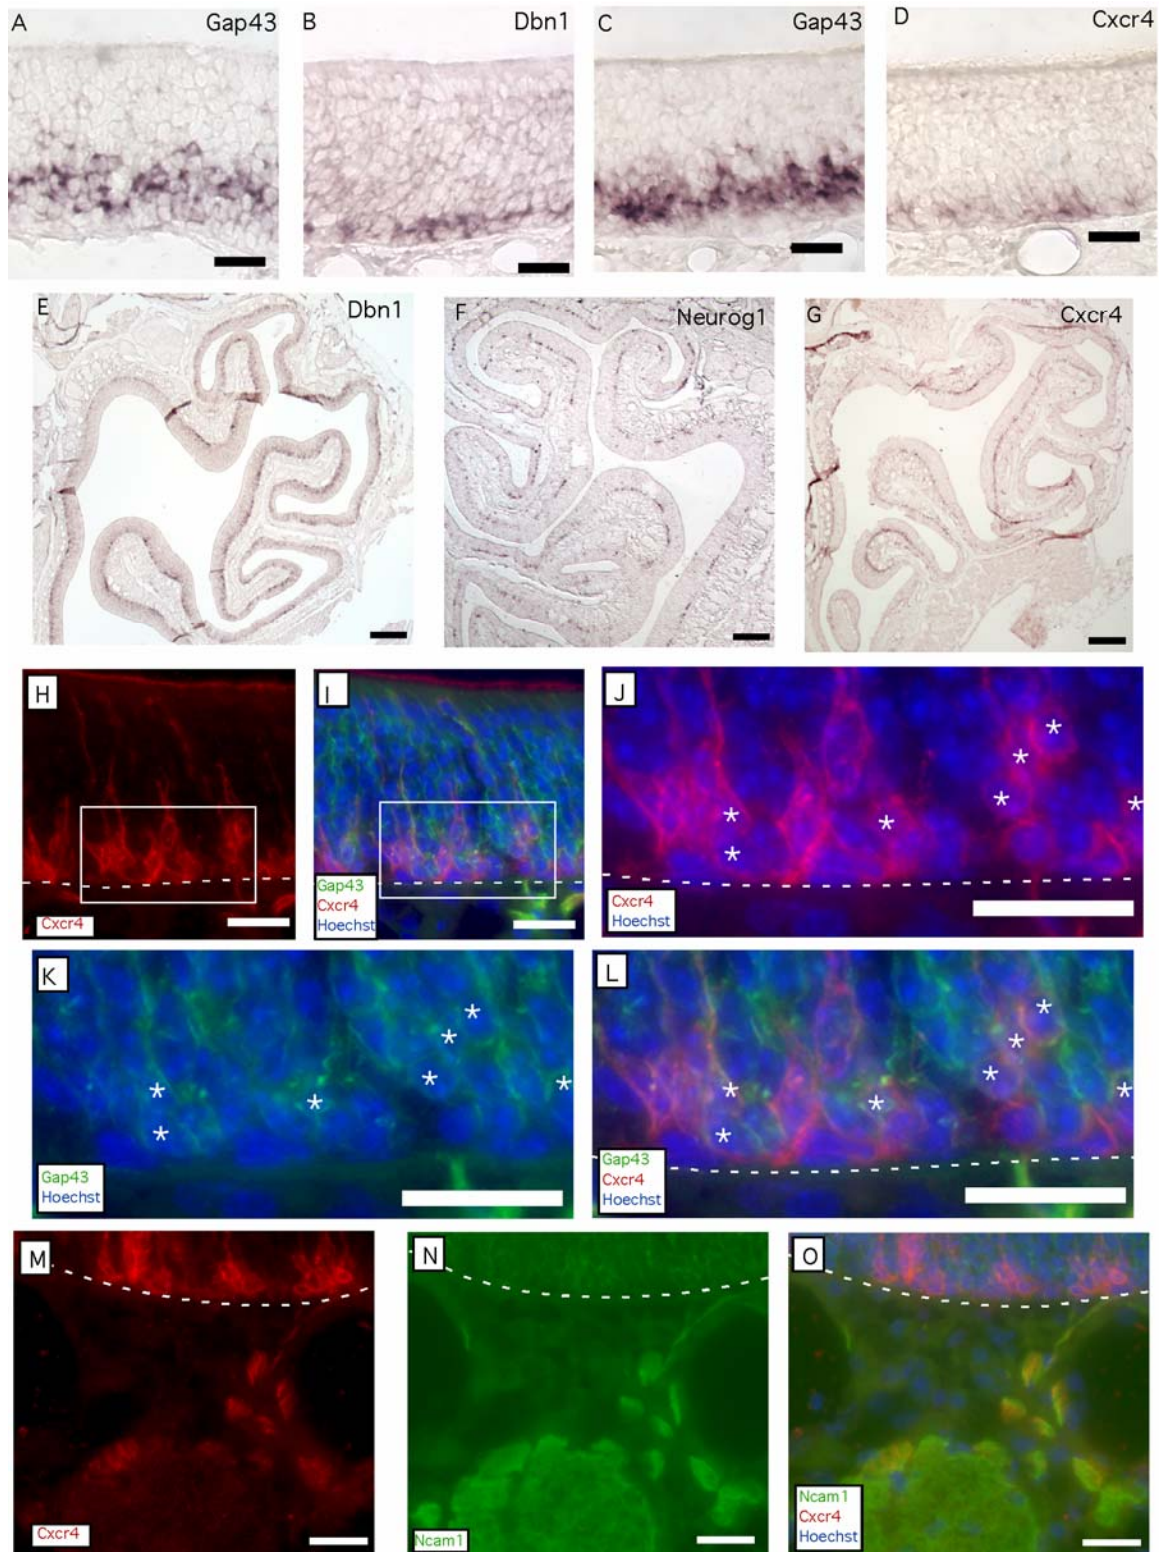 A Gap43
B Dbn1
C Gap43
D Cxcr4
E Dbn1
F Neurog1
G Cxcr4
H
Cxcr4
I
Gap43
Cxcr4
Hoechst
J
Cxcr4
Hoechst
K
Gap43
Hoechst
L
Gap43
Cxcr4
Hoechst
M
Cxcr4
N
Ncam1
O
Ncam1
Cxcr4
Hoechst